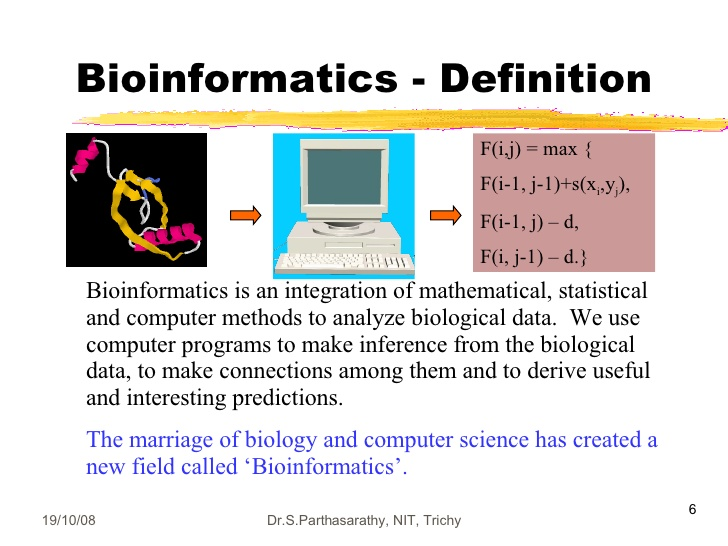 Bioinformatics - Definition
F(i,j) = max {
F(i-1, j-1)+s(xi,yj),
F(i-1, j) – d,
F(i, j-1) – d.}
Bioinformatics is an integration of mathematical, statistical
and computer methods to analyze biological data.  We use
computer programs to make inference from the biological
data, to make connections among them and to derive useful
and interesting predictions.
The marriage of biology and computer science has created a
new field called ‘Bioinformatics’.
19/10/08
Dr.S.Parthasarathy, NIT, Trichy
6